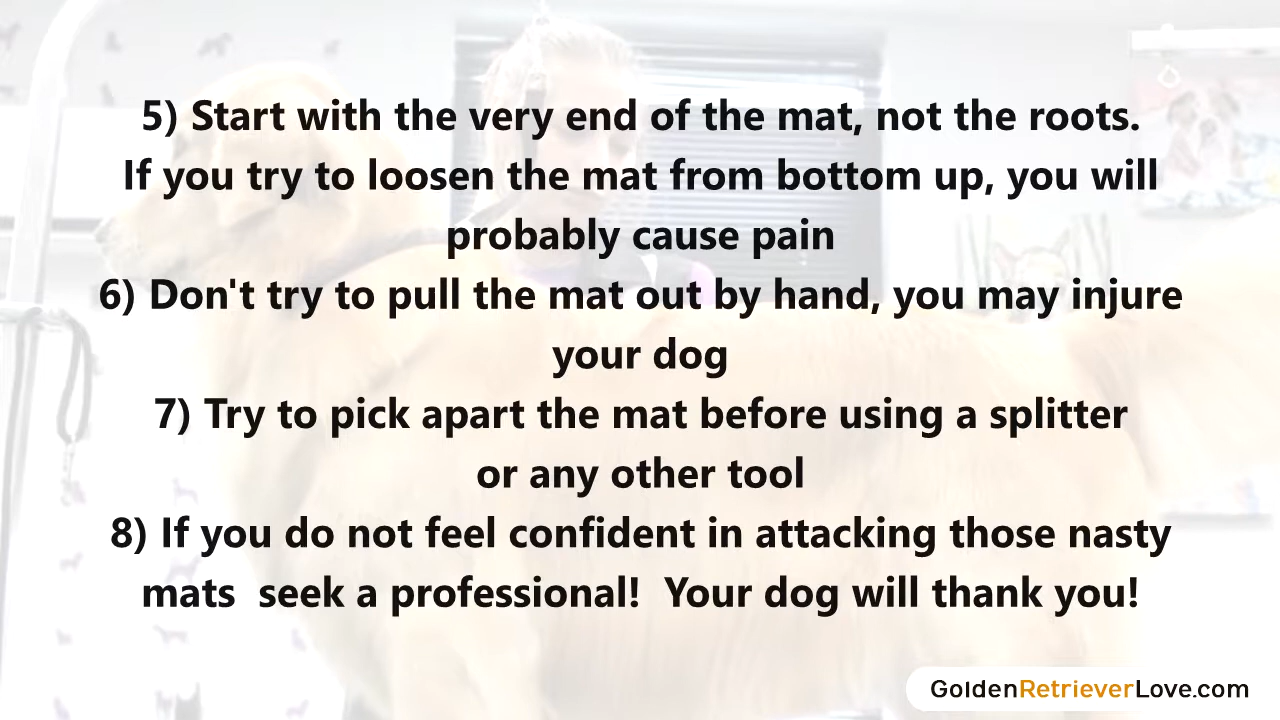 5) Start with the very end of the mat, not the roots.
If you try to loosen the mat from bottom up, you will
probably cause pain
6) Don't try to pull the mat out by hand, you may injure
your dog
7) Try to pick apart the mat before using a splitter
or any other tool
8) If you do not feel confident in attacking those nasty
mats  seek a professional!  Your dog will thank you!
GoldenRetrieverLove.com